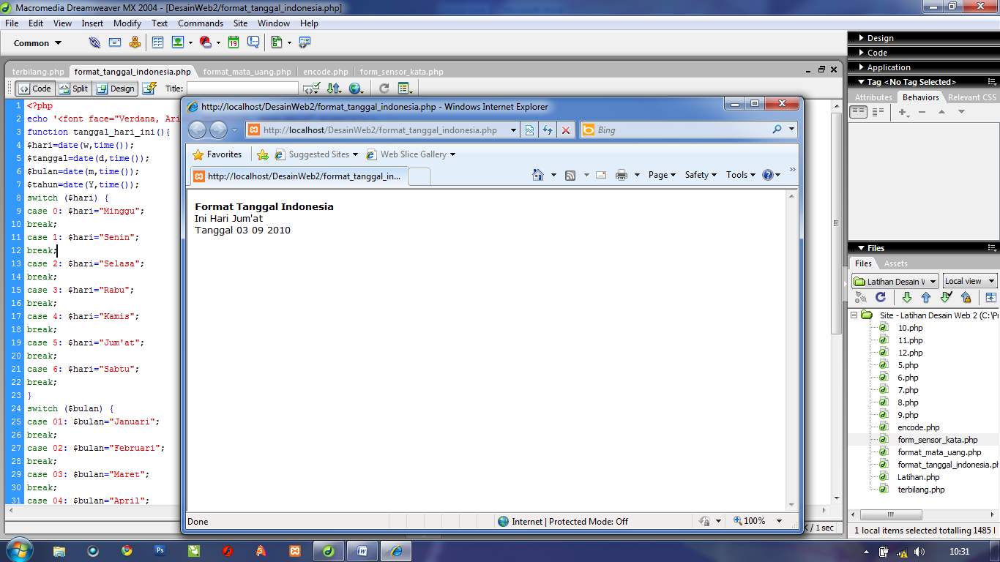 Macromedia Dreamweaver MX 2004 - [DesainWeb2/format_tanggal_indonesia.php]
File Edit View Insert Modify Text Commands Site Window Help
Common
terbilang.php format_tanggal_indonesia.php format_mata_uang.php encode.php form_sensor_kata.php
Code Split Design Title:
1 <?php
2 echo '<font face="Verdana, Ari
3 function tanggal_hari_ini(){
4 $hari=date(w,time());
5 $tanggal=date(d,time());
6 $bulan=date(m,time());
7 $tahun=date(Y,time());
8 switch ($hari) {
9 case 0: $hari="Minggu";
10 break;
11 case 1: $hari="Senin";
12 break;
13 case 2: $hari="Selasa";
14 break;
15 case 3: $hari="Rabu";
16 break;
17 case 4: $hari="Kamis";
18 break;
19 case 5: $hari="Jum'at";
20 break;
21 case 6: $hari="Sabtu";
22 break;
23 }
24 switch ($bulan) {
25 case 01: $bulan="Januari";
26 break;
27 case 02: $bulan="Februari";
28 break;
29 case 03: $bulan="Maret";
30 break;
31 case 04: $bulan="April";
K / 1 sec
http://localhost/DesainWeb2/format_tanggal_indonesia.php - Windows Internet Explorer
http://localhost/DesainWeb2/format_tanggal_indonesia.php Bing
Favorites Suggested Sites Web Slice Gallery
http://localhost/DesainWeb2/format_tanggal_in... Page Safety Tools
Format Tanggal Indonesia
Ini Hari Jum'at
Tanggal 03 09 2010
Done Internet | Protected Mode: Off 100%
Design
Code
Application
Tag <No Tag Selected>
Attributes Behaviors Relevant CSS
Files
Files Assets
Latihan Desain W Local view
Site - Latihan Desain Web 2 (C:\Pr
10.php
11.php
12.php
5.php
6.php
7.php
8.php
9.php
encode.php
form_sensor_kata.php
format_mata_uang.php
format_tanggal_indonesia.ph
Latihan.php
terbilang.php
1 local items selected totalling 1485 l
10:31